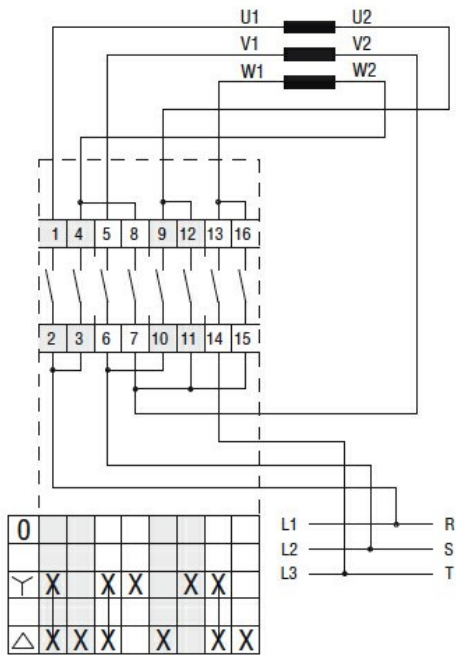 U1 U2
V1 V2
W1 W2
1 4 5 8 9 12 13 16
2 3 6 7 10 11 14 15
0
L1 R
L2 S
L3 T
Y X X X X X
△ X X X X X X